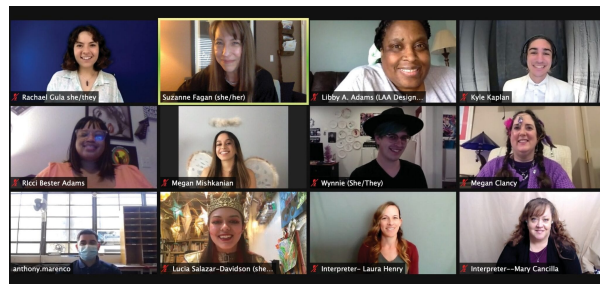 Rachael Gula she/they
Suzanne Fagan (she/her)
Libby A. Adams (LAA Design...
Kyle Kaplan
Ricci Bester Adams
Megan Mishkanian
Wynnie (She/They)
Megan Clancy
anthony.marenco
Lucia Salazar-Davidson (she...
Interpreter- Laura Henry
Interpreter--Mary Cancilla